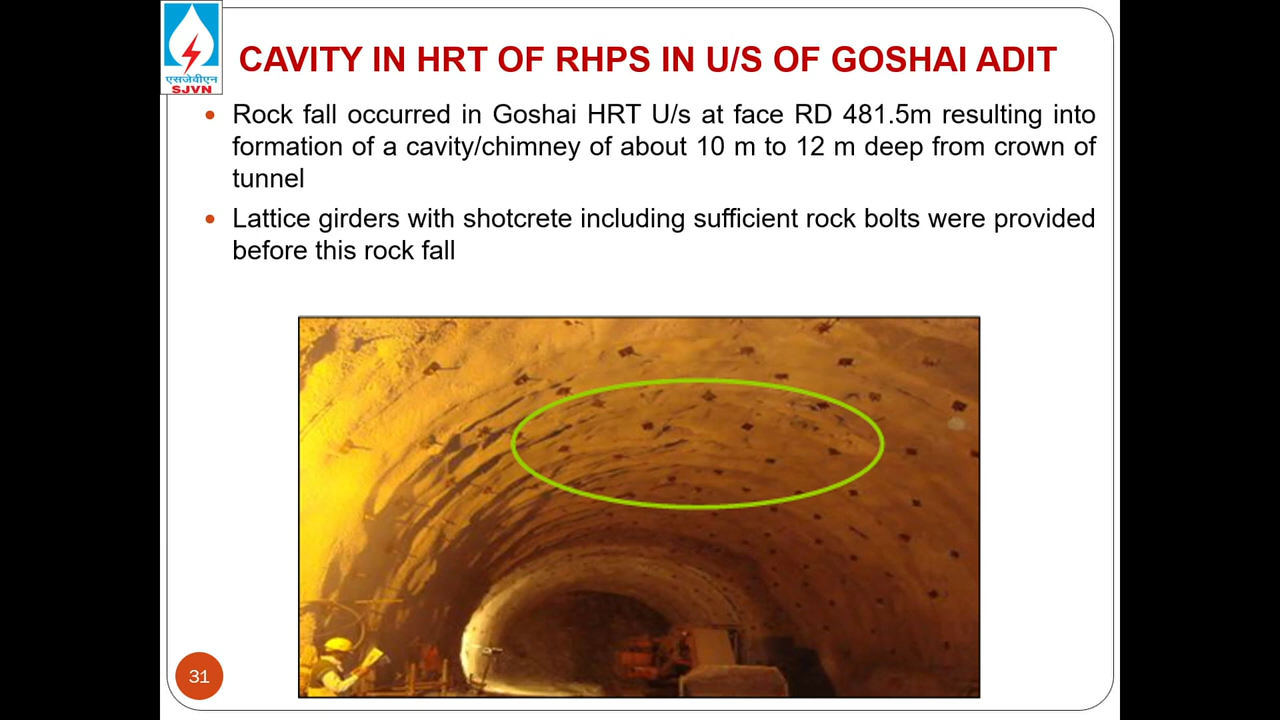 एसजेवीएन
SJVN
CAVITY IN HRT OF RHPS IN U/S OF GOSHAI ADIT
• Rock fall occurred in Goshai HRT U/s at face RD 481.5m resulting into
formation of a cavity/chimney of about 10 m to 12 m deep from crown of
tunnel
• Lattice girders with shotcrete including sufficient rock bolts were provided
before this rock fall
31